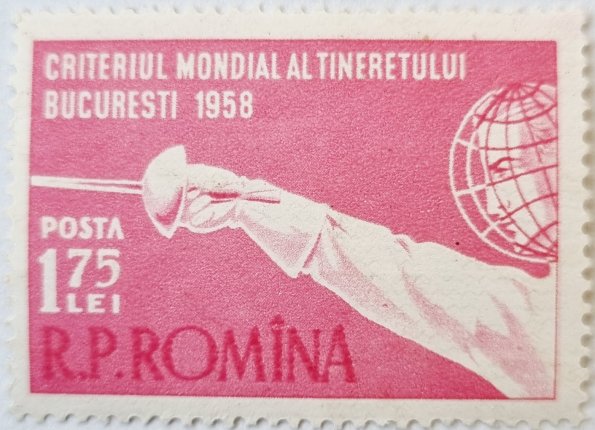 CRITERIUL MONDIAL AL TINERETULUI
BUCURESTI 1958
POSTA
1.75
LEI
R.P.ROMÎNA